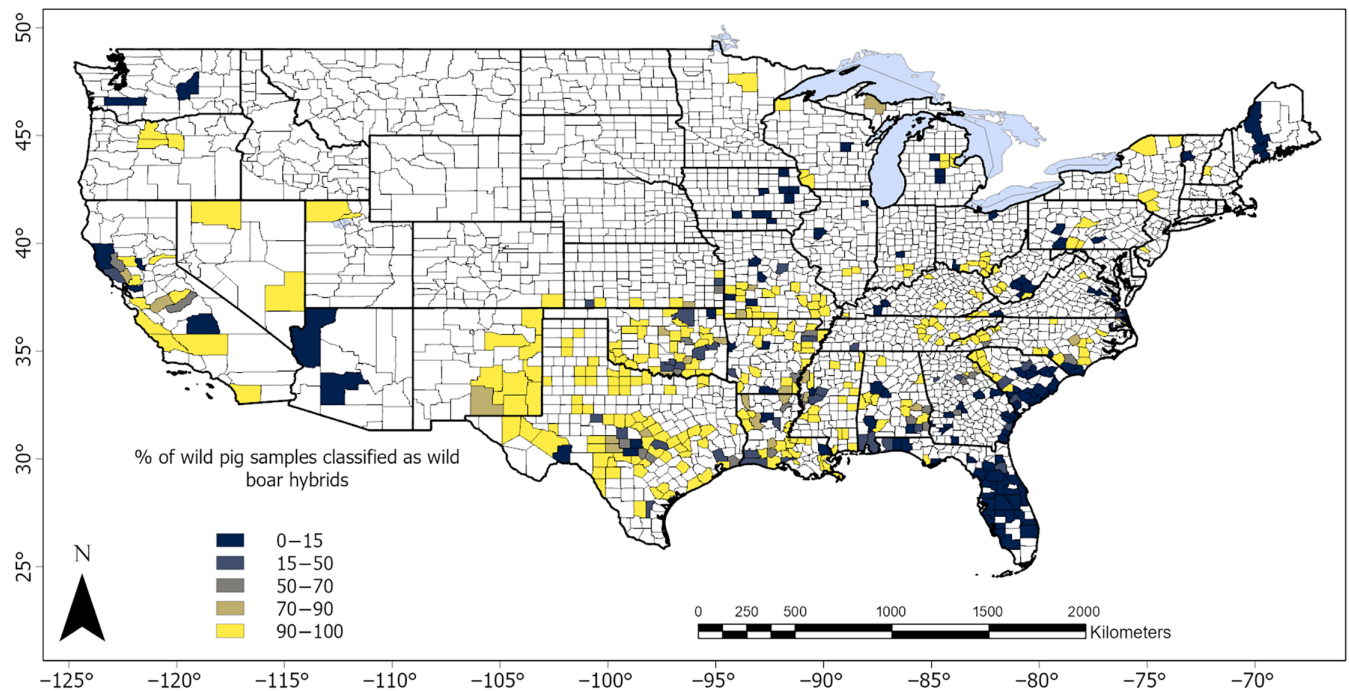 50°
45°
40°
35°
30°
25°
% of wild pig samples classified as wild
boar hybrids
0−15
15−50
50−70
70−90
90−100
N
0 250 500 1000 1500 2000
Kilometers
−125° −120° −115° −110° −105° −100° −95° −90° −85° −80° −75° −70°